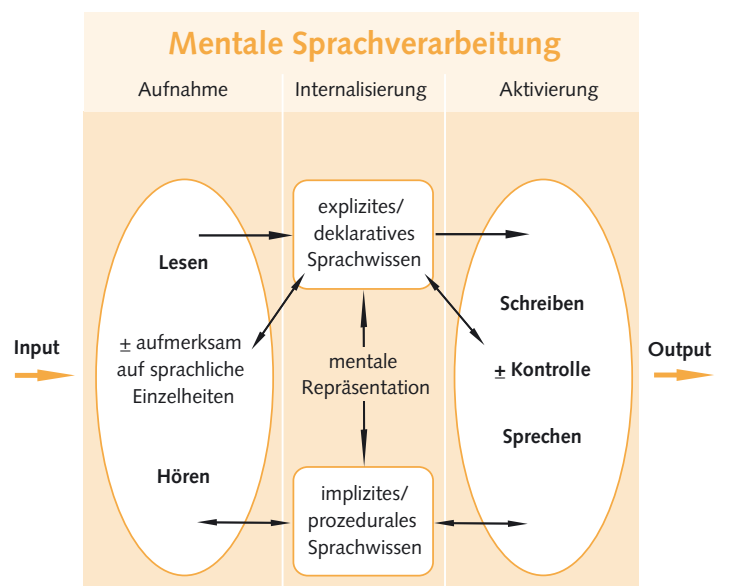 Mentale Sprachverarbeitung
Aufnahme
Internalisierung
Aktivierung
Input
Lesen
± aufmerksam
auf sprachliche
Einzelheiten
Hören
explizites/
deklaratives
Sprachwissen
mentale
Repräsentation
implizites/
prozedurales
Sprachwissen
Schreiben
± Kontrolle
Sprechen
Output